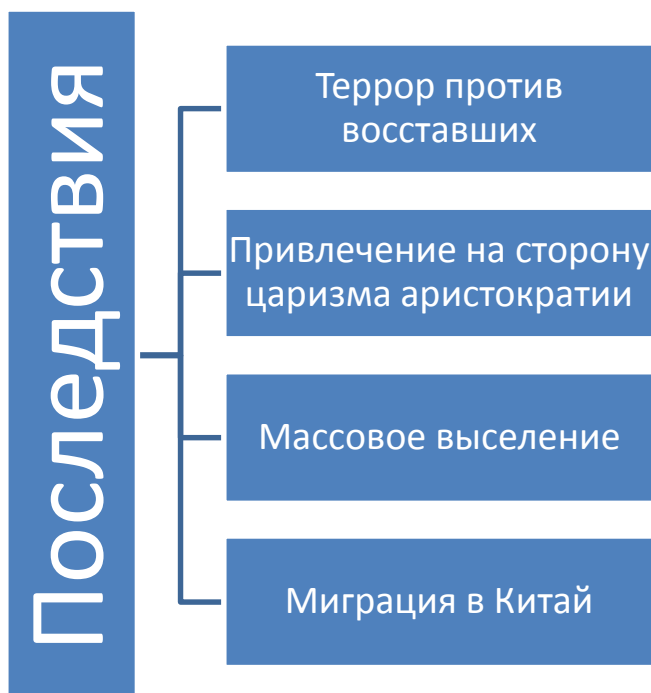 Последствия
Террор против
восставших
Привлечение на сторону
царизма аристократии
Массовое выселение
Миграция в Китай